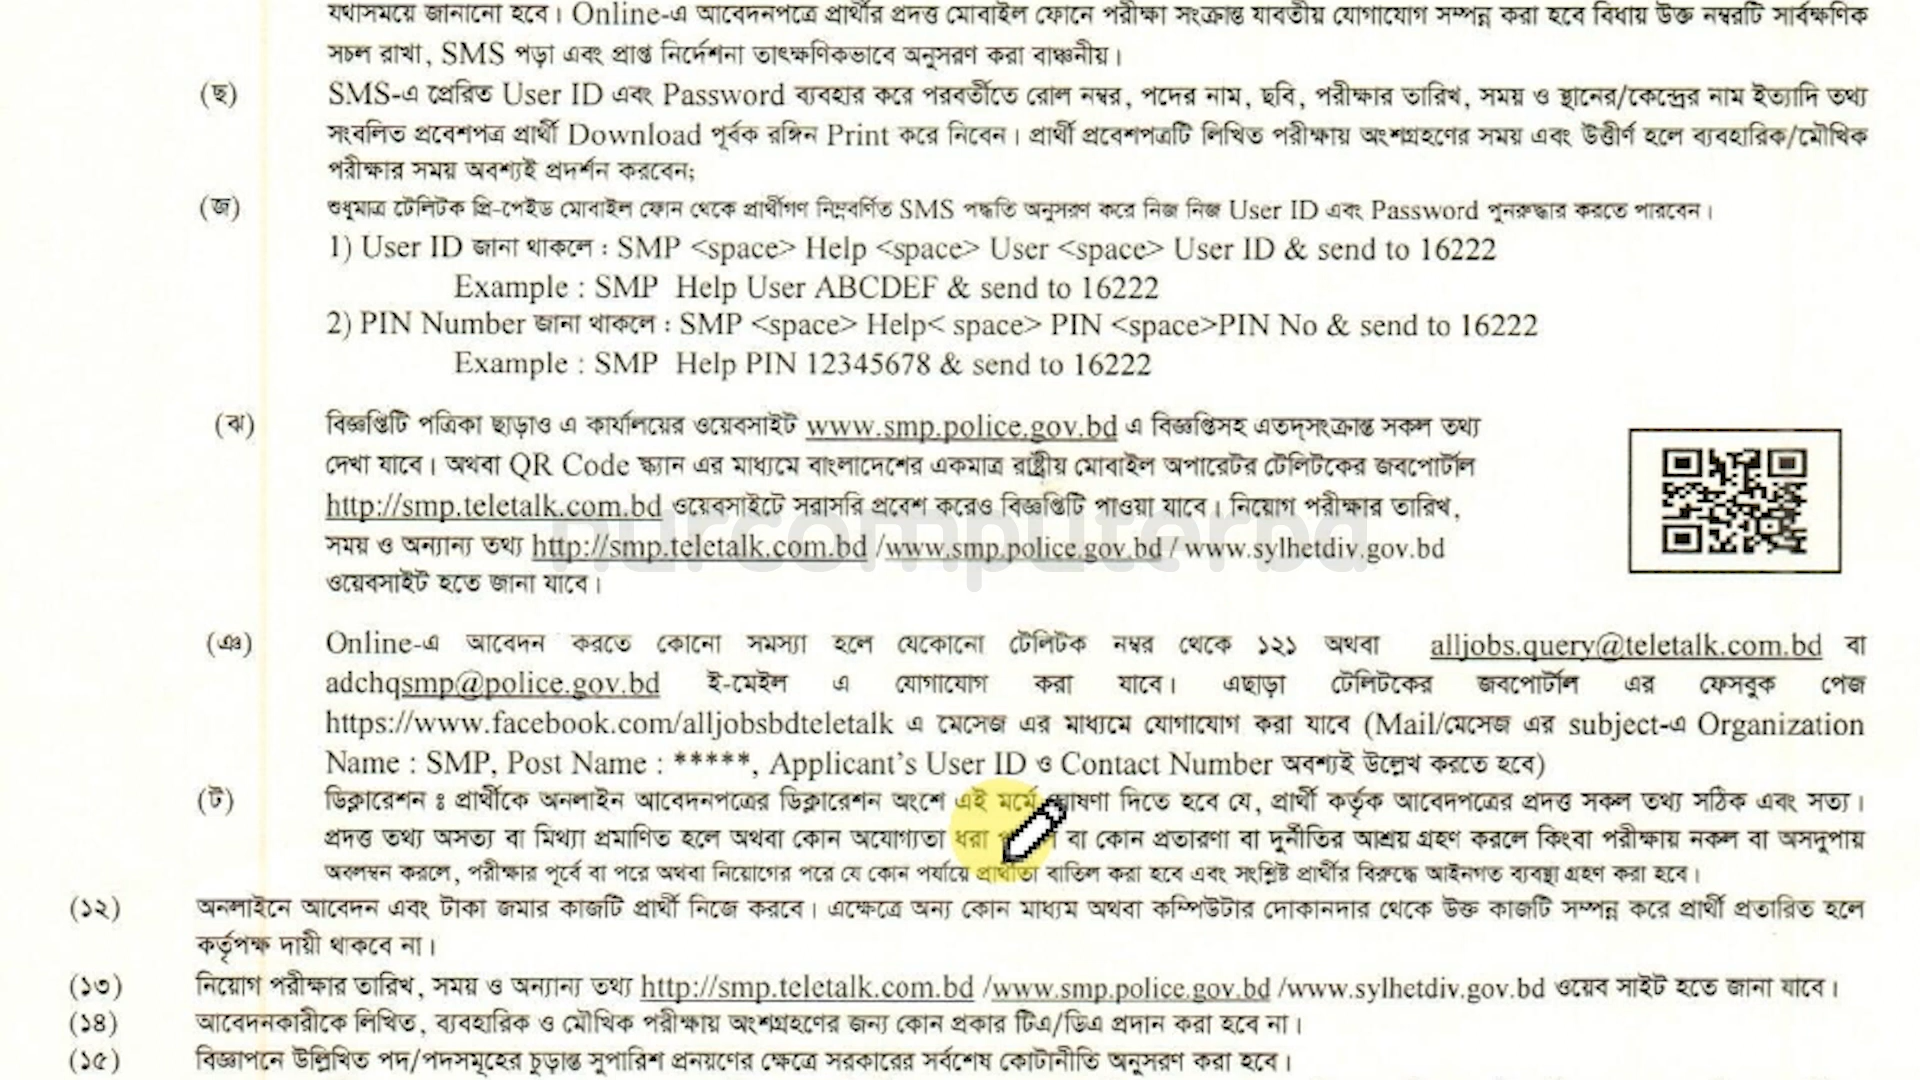 যথাসময়ে জানানো হবে। Online-এ আবেদনপত্রে প্রার্থীর প্রদত্ত মোবাইল ফোনে পরীক্ষা সংক্রান্ত যাবতীয় যোগাযোগ সম্পন্ন করা হবে বিধায় উক্ত নম্বরটি সার্বক্ষণিক
সচল রাখা, SMS পড়া এবং প্রাপ্ত নির্দেশনা তাৎক্ষণিকভাবে অনুসরণ করা বাঞ্চনীয়।
(ছ) SMS-এ প্রেরিত User ID এবং Password ব্যবহার করে পরবর্তীতে রোল নম্বর, পদের নাম, ছবি, পরীক্ষার তারিখ, সময় ও স্থানের/কেন্দ্রের নাম ইত্যাদি তথ্য
সংবলিত প্রবেশপত্র প্রার্থী Download পূর্বক রঙ্গিন Print করে নিবেন। প্রার্থী প্রবেশপত্রটি লিখিত পরীক্ষায় অংশগ্রহণের সময় এবং উত্তীর্ণ হলে ব্যবহারিক/মৌখিক
পরীক্ষার সময় অবশ্যই প্রদর্শন করবেন;
(জ) শুধুমাত্র টেলিটক প্রি-পেইড মোবাইল ফোন থেকে প্রার্থীগণ নিম্নবর্ণিত SMS পদ্ধতি অনুসরণ করে নিজ নিজ User ID এবং Password পুনরুদ্ধার করতে পারবেন।
1) User ID জানা থাকলে : SMP <space> Help <space> User <space> User ID & send to 16222
Example : SMP Help User ABCDEF & send to 16222
2) PIN Number জানা থাকলে : SMP <space> Help< space> PIN <space>PIN No & send to 16222
Example : SMP Help PIN 12345678 & send to 16222
(ঝ) বিজ্ঞপ্তিটি পত্রিকা ছাড়াও এ কার্যালয়ের ওয়েবসাইট www.smp.police.gov.bd এ বিজ্ঞপ্তিসহ এতদ্সংক্রান্ত সকল তথ্য
দেখা যাবে। অথবা QR Code স্ক্যান এর মাধ্যমে বাংলাদেশের একমাত্র রাষ্ট্রীয় মোবাইল অপারেটর টেলিটকের জবপোর্টাল
http://smp.teletalk.com.bd ওয়েবসাইটে সরাসরি প্রবেশ করেও বিজ্ঞপ্তিটি পাওয়া যাবে। নিয়োগ পরীক্ষার তারিখ,
nurcomputerba
সময় ও অন্যান্য তথ্য http://smp.teletalk.com.bd /www.smp.police.gov.bd / www.sylhetdiv.gov.bd
ওয়েবসাইট হতে জানা যাবে।
(ঞ) Online-এ আবেদন করতে কোনো সমস্যা হলে যেকোনো টেলিটক নম্বর থেকে ১২১ অথবা alljobs.query@teletalk.com.bd বা
adchqsmp@police.gov.bd ই-মেইল এ যোগাযোগ করা যাবে। এছাড়া টেলিটকের জবপোর্টাল এর ফেসবুক পেজ
https://www.facebook.com/alljobsbdteletalk এ মেসেজ এর মাধ্যমে যোগাযোগ করা যাবে (Mail/মেসেজ এর subject-এ Organization
Name : SMP, Post Name : *****, Applicant's User ID ও Contact Number অবশ্যই উল্লেখ করতে হবে)
(ট) ডিক্লারেশন ঃ প্রার্থীকে অনলাইন আবেদনপত্রের ডিক্লারেশন অংশে এই মর্মে দিতে হবে যে, প্রার্থী কর্তৃক আবেদপত্রের প্রদত্ত সকল তথ্য সঠিক এবং সত্য।
প্রদত্ত তথ্য অসত্য বা মিথ্যা প্রমাণিত হলে অথবা কোন অযোগ্যতা ধরা বা কোন প্রতারণা বা দুর্নীতির আশ্রয় গ্রহণ করলে কিংবা পরীক্ষায় নকল বা অসদুপায়
অবলম্বন করলে, পরীক্ষার পূর্বে বা পরে অথবা নিয়োগের পরে যে কোন পর্যায়ে প্রার্থীতা বাতিল করা হবে এবং সংশ্লিষ্ট প্রার্থীর বিরুদ্ধে আইনগত ব্যবস্থা গ্রহণ করা হবে।
(১২) অনলাইনে আবেদন এবং টাকা জমার কাজটি প্রার্থী নিজে করবে। এক্ষেত্রে অন্য কোন মাধ্যম অথবা কম্পিউটার দোকানদার থেকে উক্ত কাজটি সম্পন্ন করে প্রার্থী প্রতারিত হলে
কর্তৃপক্ষ দায়ী থাকবে না।
(১৩) নিয়োগ পরীক্ষার তারিখ, সময় ও অন্যান্য তথ্য http://smp.teletalk.com.bd /www.smp.police.gov.bd /www.sylhetdiv.gov.bd ওয়েব সাইট হতে জানা যাবে।
(১৪) আবেদনকারীকে লিখিত, ব্যবহারিক ও মৌখিক পরীক্ষায় অংশগ্রহণের জন্য কোন প্রকার টিএ/ডিএ প্রদান করা হবে না।
(১৫) বিজ্ঞাপনে উল্লিখিত পদ/পদসমূহের চুড়ান্ত সুপারিশ প্রনয়ণের ক্ষেত্রে সরকারের সর্বশেষ কোটানীতি অনুসরণ করা হবে।